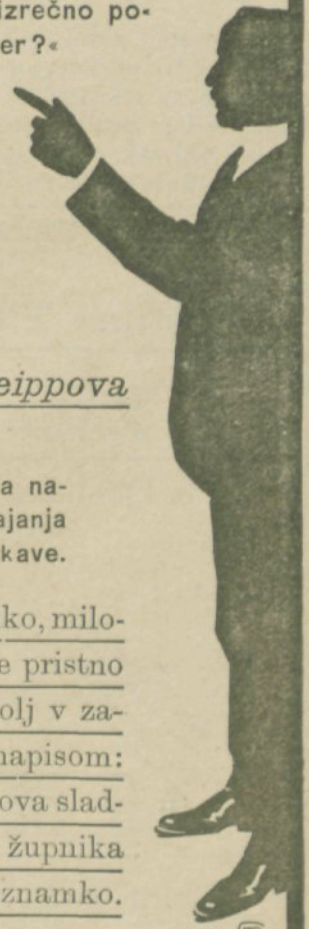 izrečno po-
er?«
eippova
a na-
ajanja
kave.
ko, milo-
e pristno
olj v za-
napisom:
ova slad-
župnika
znamko.